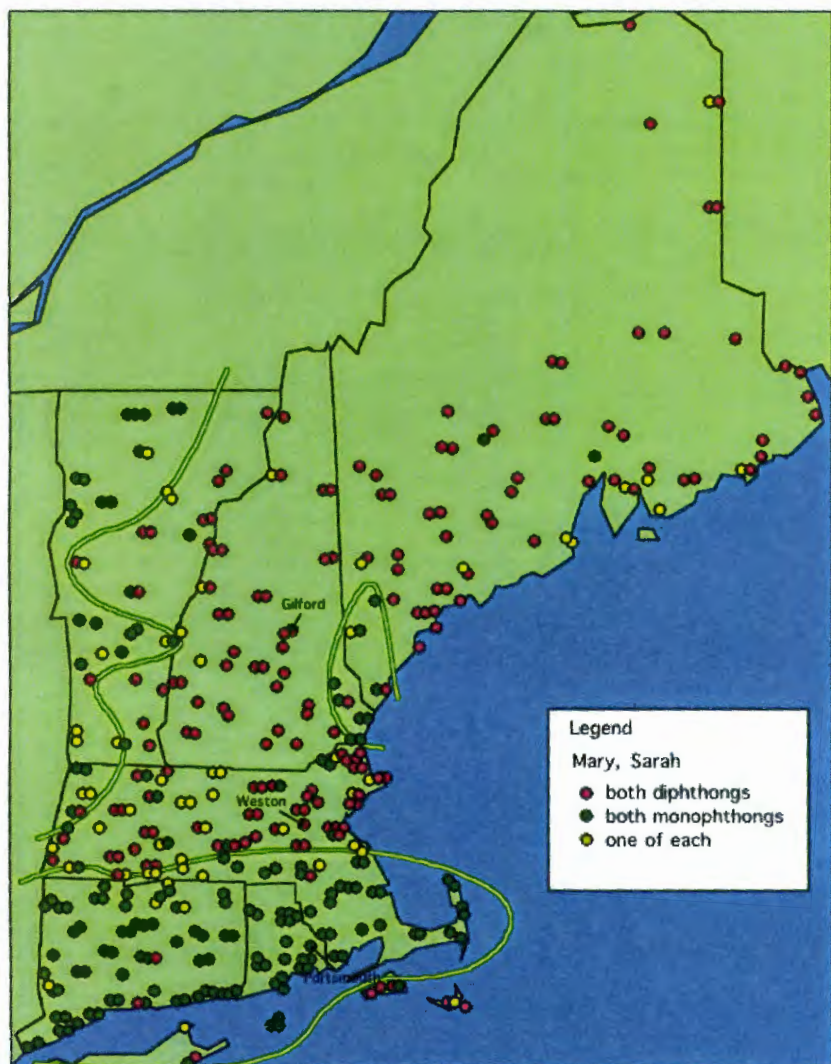 Gilford
Weston
Portsmouth
Legend
Mary, Sarah
both diphthongs
both monophthongs
one of each